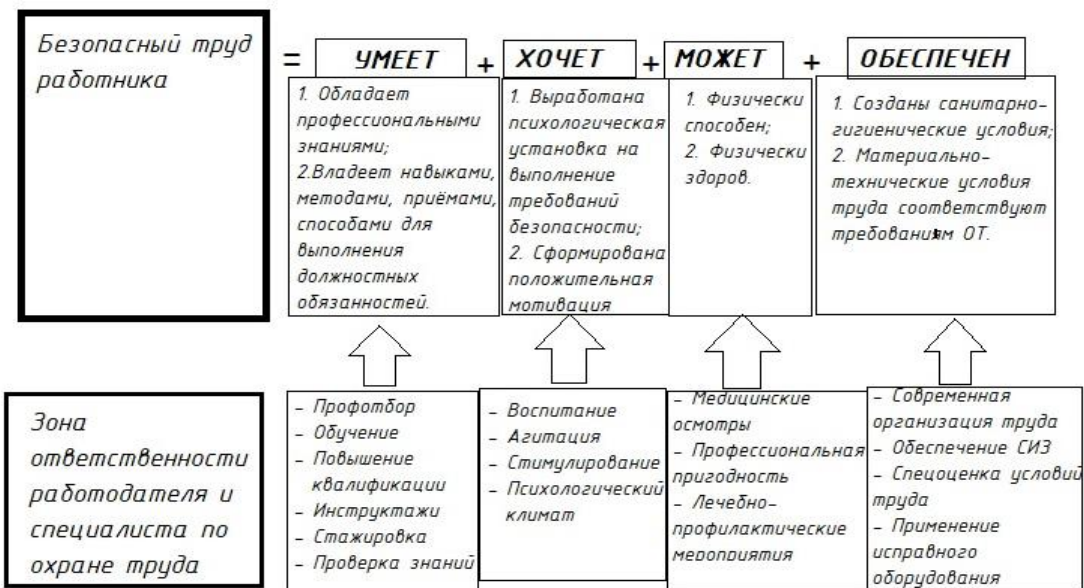 Безопасный труд
работника
=
УМЕЕТ
+
ХОЧЕТ
+
МОЖЕТ
+
ОБЕСПЕЧЕН
1. Обладает
профессиональными
знаниями;
2.Владеет навыками,
методами, приёмами,
способами для
выполнения
должностных
обязанностей.
1. Выработана
психологическая
установка на
выполнение
требований
безопасности;
2. Сформирована
положительная
мотивация
1. Физически
способен;
2. Физически
здоров.
1. Созданы санитарно-
гигиенические условия;
2. Материально-
технические условия
труда соответствуют
требованиям ОТ.
Зона
ответственности
работодателя и
специалиста по
охране труда
- Профотбор
- Обучение
- Повышение
квалификации
- Инструктажи
- Стажировка
- Проверка знаний
- Воспитание
- Агитация
- Стимулирование
- Психологический
климат
- Медицинские
осмотры
- Профессиональная
пригодность
- Лечебно-
профилактические
мероприятия
- Современная
организация труда
- Обеспечение СИЗ
- Спецоценка условий
труда
- Применение
исправного
оборудования